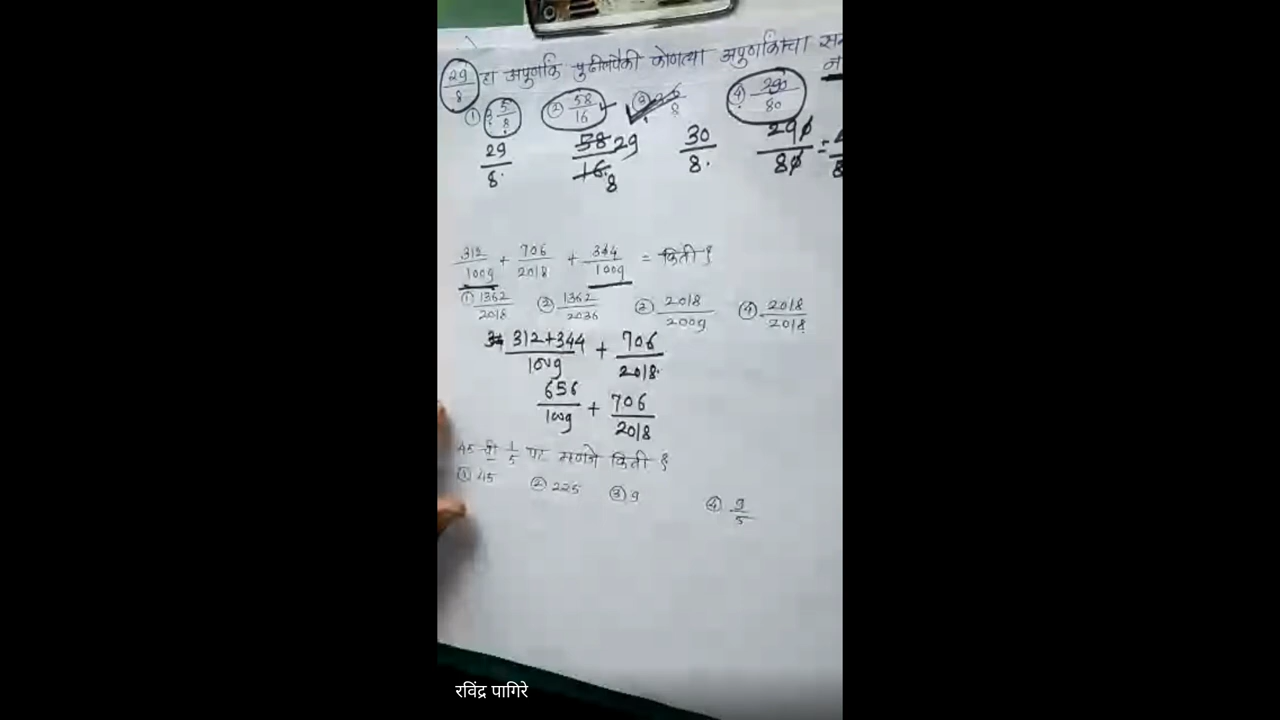 29/8 हा अपुर्णांक पुढीलपैकी कोणत्या अपुर्णांकाचा सम
① 3 5/8 ② 58/16 ③ ④ 290/80
29/8 58/16 29/8 30/8 290/80 =
312/1009 + 706/2018 + 344/1009 = किती?
① 1362/2018 ② 1362/2036 ③ 2018/2009 ④ 2018/2018
312+344/1009 + 706/2018
656/1009 + 706/2018
45 ची 1/5 पट म्हणजे किती?
① 45 ② 225 ③ 9 ④ 9/5
रविंद्र पागिरे